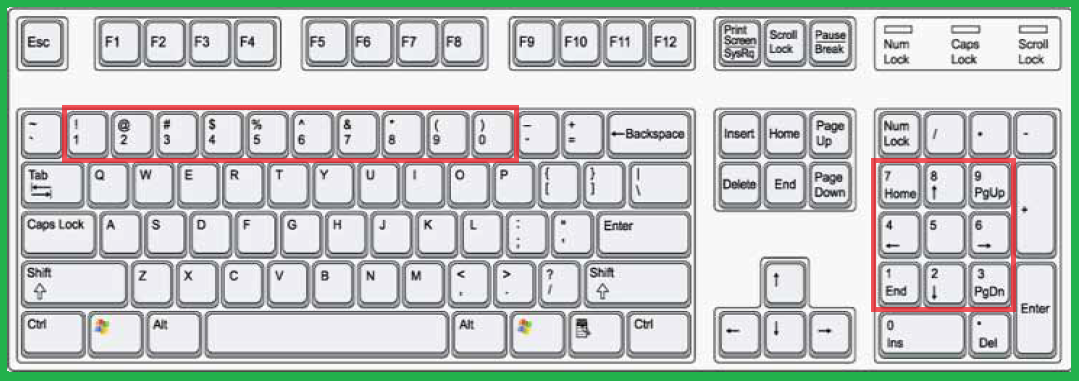 Esc F1 F2 F3 F4 F5 F6 F7 F8 F9 F10 F11 F12
Print Screen SysRq Scroll Lock Pause Break
Num Lock Caps Lock Scroll Lock
~ ` ! 1 @ 2 # 3 $ 4 % 5 ^ 6 & 7 * 8 ( 9 ) 0 – - + = ←Backspace
Insert Home Page Up
Num Lock / * -
Tab Q W E R T Y U I O P { [ } ] | \
Delete End Page Down
7 Home 8 ↑ 9 PgUp +
Caps Lock A S D F G H J K L : ; " ' Enter
4 ← 5 6 →
Shift ⇧ Z X C V B N M < , > . ? / Shift ⇧
↑
1 End 2 ↓ 3 PgDn Enter
Ctrl Alt Alt Ctrl
← ↓ →
0 Ins . Del